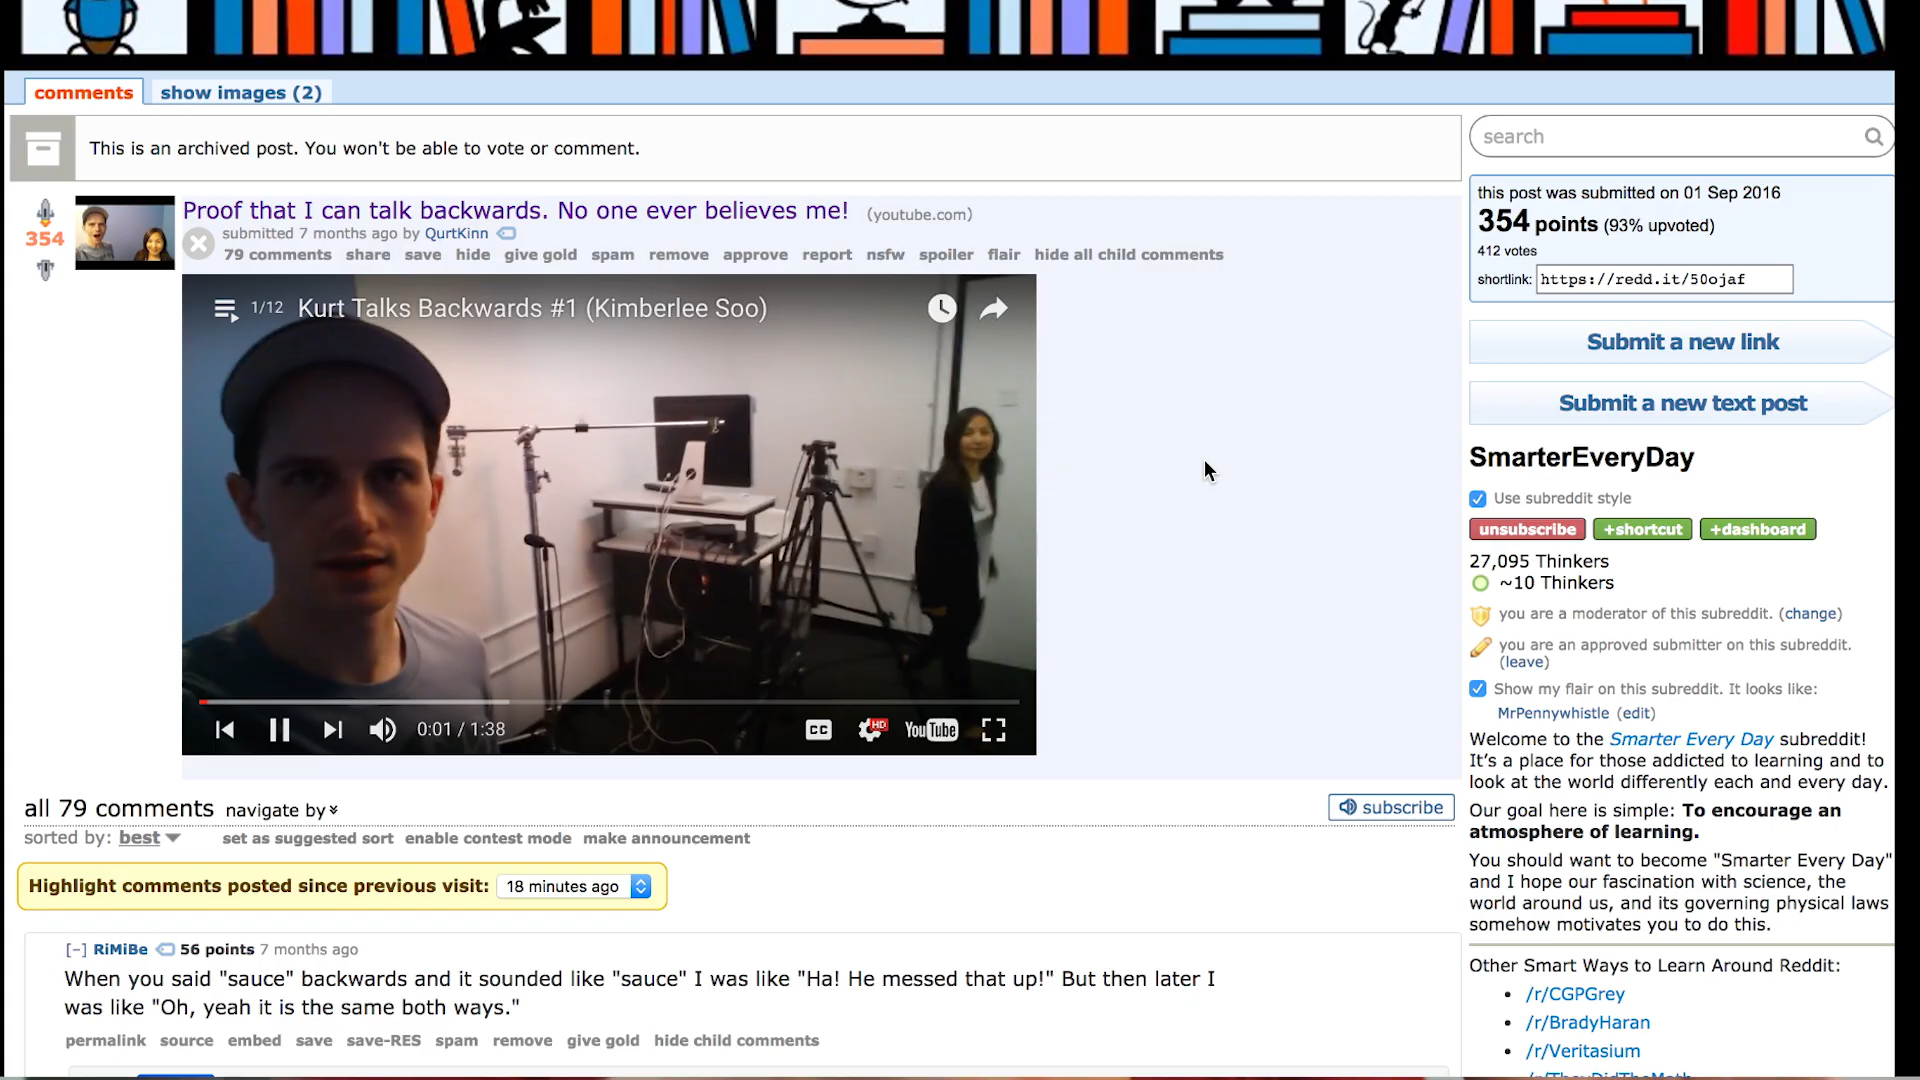 comments show images (2)
This is an archived post. You won't be able to vote or comment.
354
Proof that I can talk backwards. No one ever believes me! (youtube.com)
submitted 7 months ago by QurtKinn
79 comments share save hide give gold spam remove approve report nsfw spoiler flair hide all child comments
1/12 Kurt Talks Backwards #1 (Kimberlee Soo)
0:01 / 1:38 CC HD YouTube
all 79 comments navigate by
subscribe
sorted by: best set as suggested sort enable contest mode make announcement
Highlight comments posted since previous visit: 18 minutes ago
[-] RiMiBe 56 points 7 months ago
When you said "sauce" backwards and it sounded like "sauce" I was like "Ha! He messed that up!" But then later I
was like "Oh, yeah it is the same both ways."
permalink source embed save save-RES spam remove give gold hide child comments
search
this post was submitted on 01 Sep 2016
354 points (93% upvoted)
412 votes
shortlink: https://redd.it/50ojaf
Submit a new link
Submit a new text post
SmarterEveryDay
Use subreddit style
unsubscribe +shortcut +dashboard
27,095 Thinkers
~10 Thinkers
you are a moderator of this subreddit. (change)
you are an approved submitter on this subreddit.
(leave)
Show my flair on this subreddit. It looks like:
MrPennywhistle (edit)
Welcome to the Smarter Every Day subreddit!
It's a place for those addicted to learning and to
look at the world differently each and every day.
Our goal here is simple: To encourage an
atmosphere of learning.
You should want to become "Smarter Every Day"
and I hope our fascination with science, the
world around us, and its governing physical laws
somehow motivates you to do this.
Other Smart Ways to Learn Around Reddit:
• /r/CGPGrey
• /r/BradyHaran
• /r/Veritasium